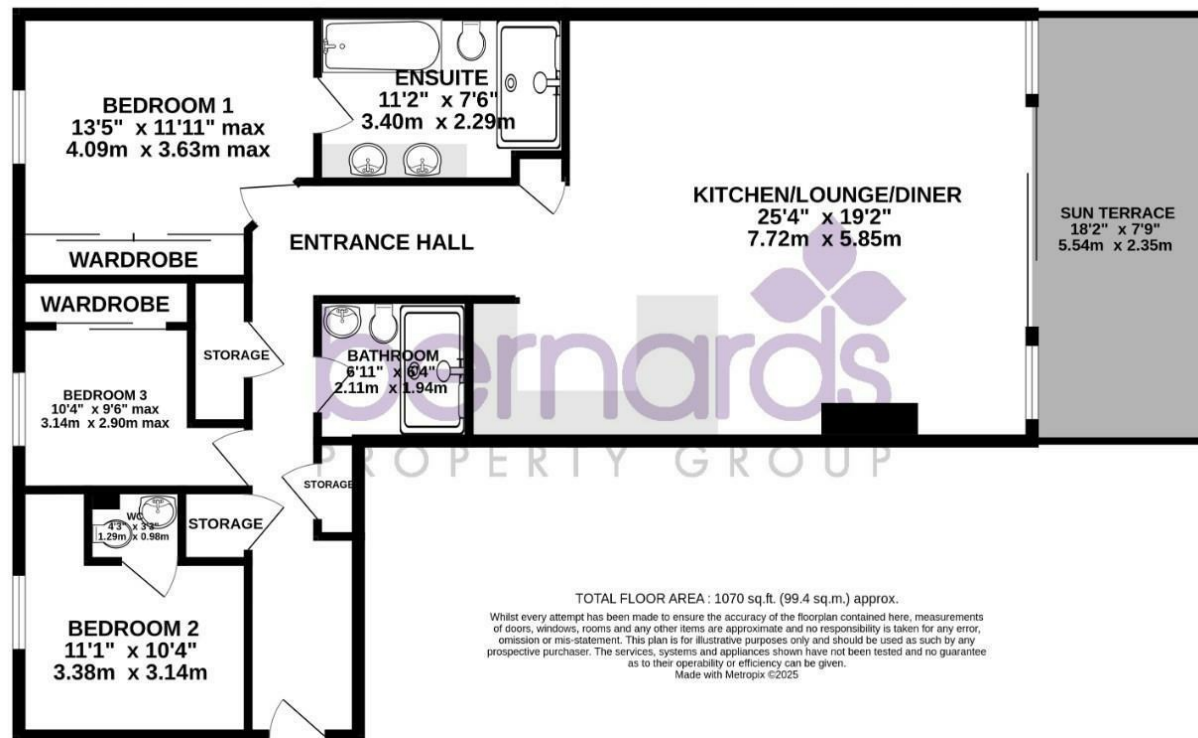 BEDROOM 1
13'5" x 11'11" max
4.09m x 3.63m max
WARDROBE
ENSUITE
11'2" x 7'6"
3.40m x 2.29m
ENTRANCE HALL
KITCHEN/LOUNGE/DINER
25'4" x 19'2"
7.72m x 5.85m
SUN TERRACE
18'2" x 7'9"
5.54m x 2.35m
WARDROBE
BEDROOM 3
10'4" x 9'6" max
3.14m x 2.90m max
STORAGE
BATHROOM
6'11" x 6'4"
2.11m x 1.94m
bernards
PROPERTY GROUP
STORAGE
WC
4'3" x 3'3"
1.29m x 0.98m
STORAGE
BEDROOM 2
11'1" x 10'4"
3.38m x 3.14m
TOTAL FLOOR AREA : 1070 sq.ft. (99.4 sq.m.) approx.
Whilst every attempt has been made to ensure the accuracy of the floorplan contained here, measurements
of doors, windows, rooms and any other items are approximate and no responsibility is taken for any error,
omission or mis-statement. This plan is for illustrative purposes only and should be used as such by any
prospective purchaser. The services, systems and appliances shown have not been tested and no guarantee
as to their operability or efficiency can be given.
Made with Metropix ©2025